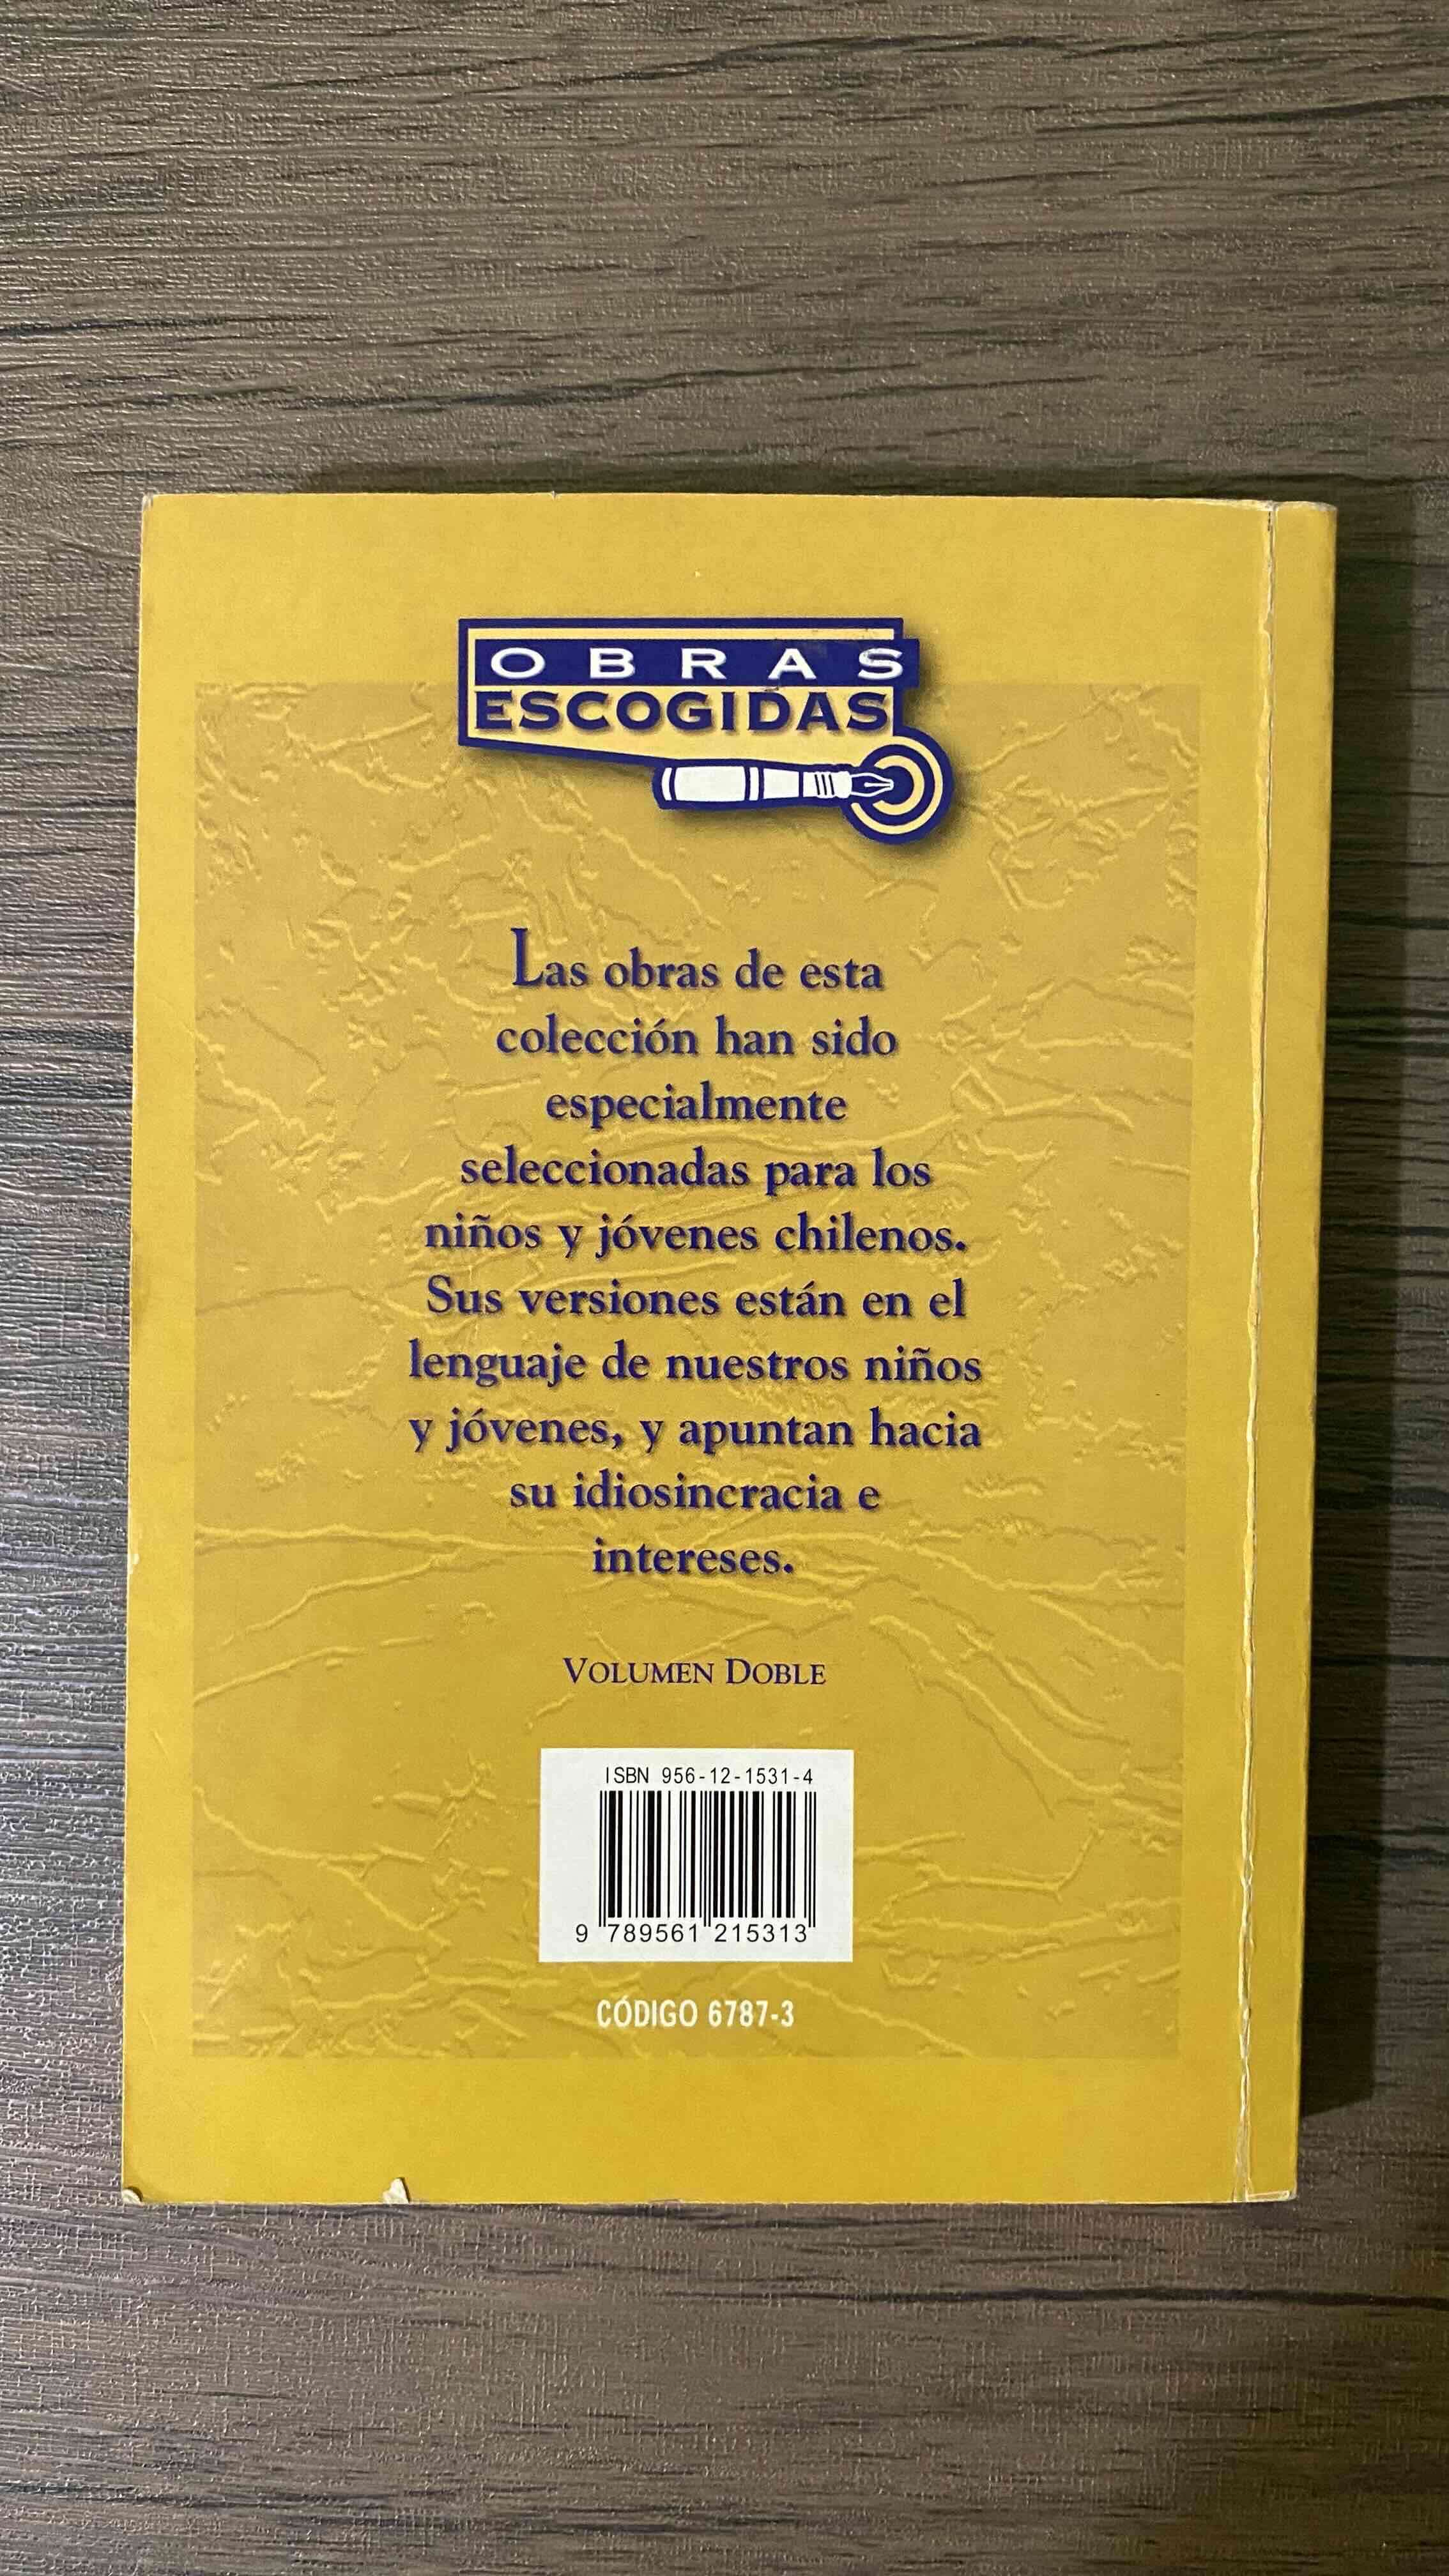 OBRAS
ESCOGIDAS
Las obras de esta
colección han sido
especialmente
seleccionadas para los
niños y jóvenes chilenos.
Sus versiones están en el
lenguaje de nuestros niños
y jóvenes, y apuntan hacia
su idiosincracia e
intereses.
VOLUMEN DOBLE
ISBN 956-12-1531-4
9 789561 215313
CÓDIGO 6787-3